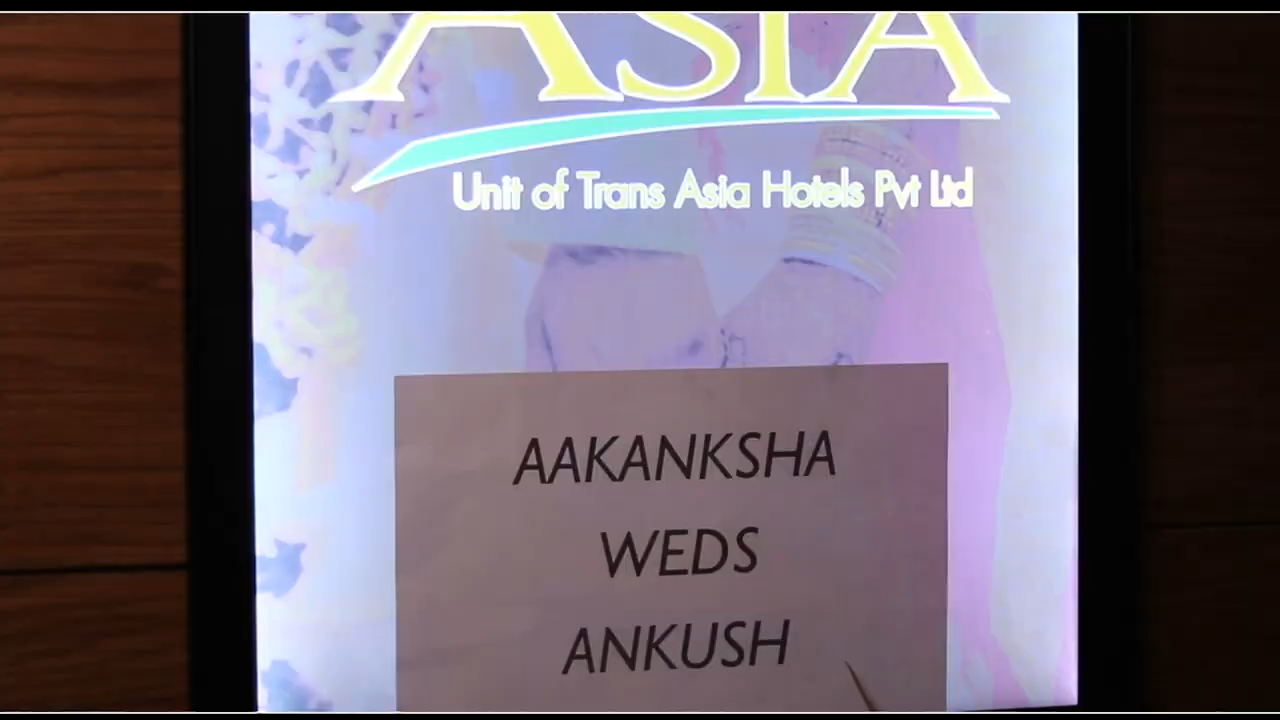 ASIA
Unit of Trans Asia Hotels Pvt Ltd
AAKANKSHA
WEDS
ANKUSH